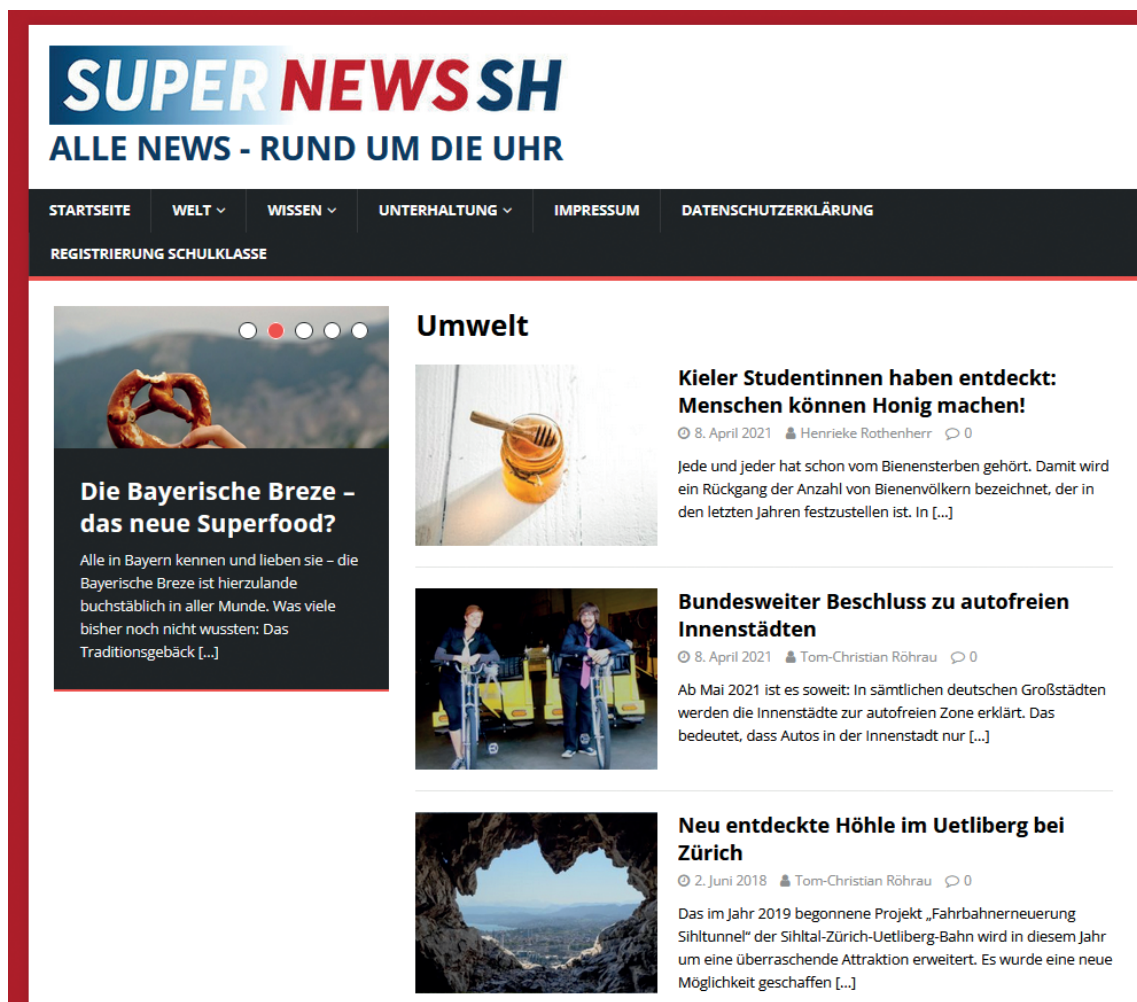 SUPER NEWS SH
ALLE NEWS - RUND UM DIE UHR
STARTSEITE WELT WISSEN UNTERHALTUNG IMPRESSUM DATENSCHUTZERKLÄRUNG
REGISTRIERUNG SCHULKLASSE
Die Bayerische Breze –
das neue Superfood?
Alle in Bayern kennen und lieben sie – die
Bayerische Breze ist hierzulande
buchstäblich in aller Munde. Was viele
bisher noch nicht wussten: Das
Traditionsgebäck [...]
Umwelt
Kieler Studentinnen haben entdeckt:
Menschen können Honig machen!
8. April 2021 Henrieke Rothenherr 0
Jede und jeder hat schon vom Bienensterben gehört. Damit wird
ein Rückgang der Anzahl von Bienenvölkern bezeichnet, der in
den letzten Jahren festzustellen ist. In [...]
Bundesweiter Beschluss zu autofreien
Innenstädten
8. April 2021 Tom-Christian Röhrau 0
Ab Mai 2021 ist es soweit: In sämtlichen deutschen Großstädten
werden die Innenstädte zur autofreien Zone erklärt. Das
bedeutet, dass Autos in der Innenstadt nur [...]
Neu entdeckte Höhle im Uetliberg bei
Zürich
2. Juni 2018 Tom-Christian Röhrau 0
Das im Jahr 2019 begonnene Projekt „Fahrbahnerneuerung
Sihltunnel“ der Sihltal-Zürich-Uetliberg-Bahn wird in diesem Jahr
um eine überraschende Attraktion erweitert. Es wurde eine neue
Möglichkeit geschaffen [...]